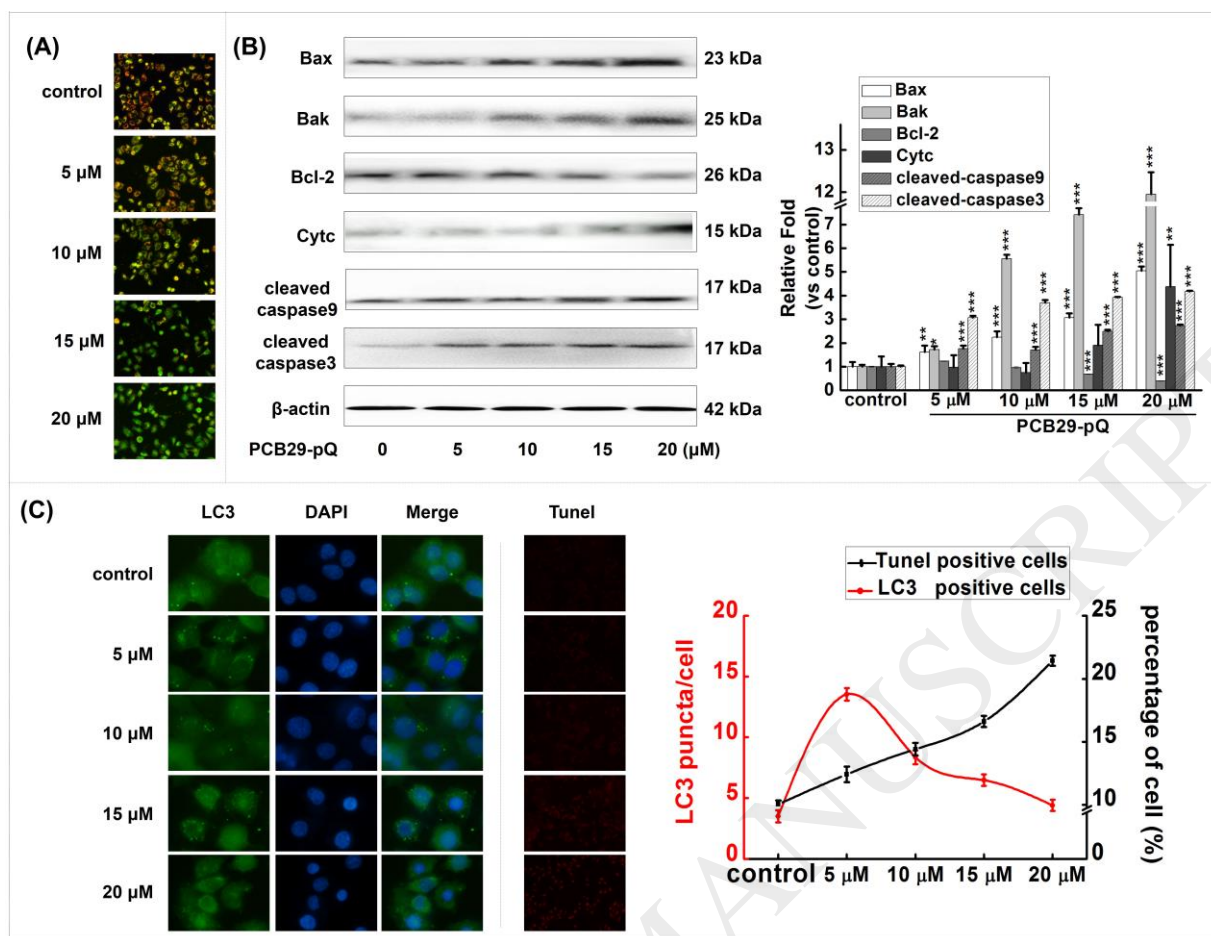 (A)
control
5 µM
10 µM
15 µM
20 µM
(B)
Bax
23 kDa
Bak
25 kDa
Bcl-2
26 kDa
Cytc
15 kDa
cleaved
caspase9
17 kDa
cleaved
caspase3
17 kDa
β-actin
42 kDa
PCB29-pQ 0 5 10 15 20 (µM)
Bax
Bak
Bcl-2
Cytc
cleaved-caspase9
cleaved-caspase3
Relative Fold
(vs control)
13
12
7
6
5
4
3
2
1
0
** * ***  ***
*** *** *** ***
*** *** *** *** ***
*** *** *** ** *** ***
control 5 µM 10 µM 15 µM 20 µM
PCB29-pQ
(C)
LC3 DAPI Merge Tunel
control
5 µM
10 µM
15 µM
20 µM
Tunel positive cells
LC3 positive cells
LC3 puncta/cell
20
15
10
5
0
percentage of cell (%)
25
20
15
10
0
control 5 µM 10 µM 15 µM 20 µM
MANUSCRIP